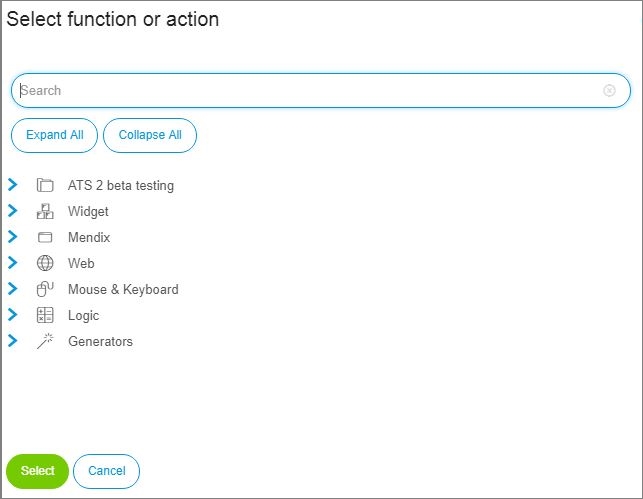 Select function or action
Search
Expand All Collapse All
ATS 2 beta testing
Widget
Mendix
Web
Mouse & Keyboard
Logic
Generators
Select Cancel